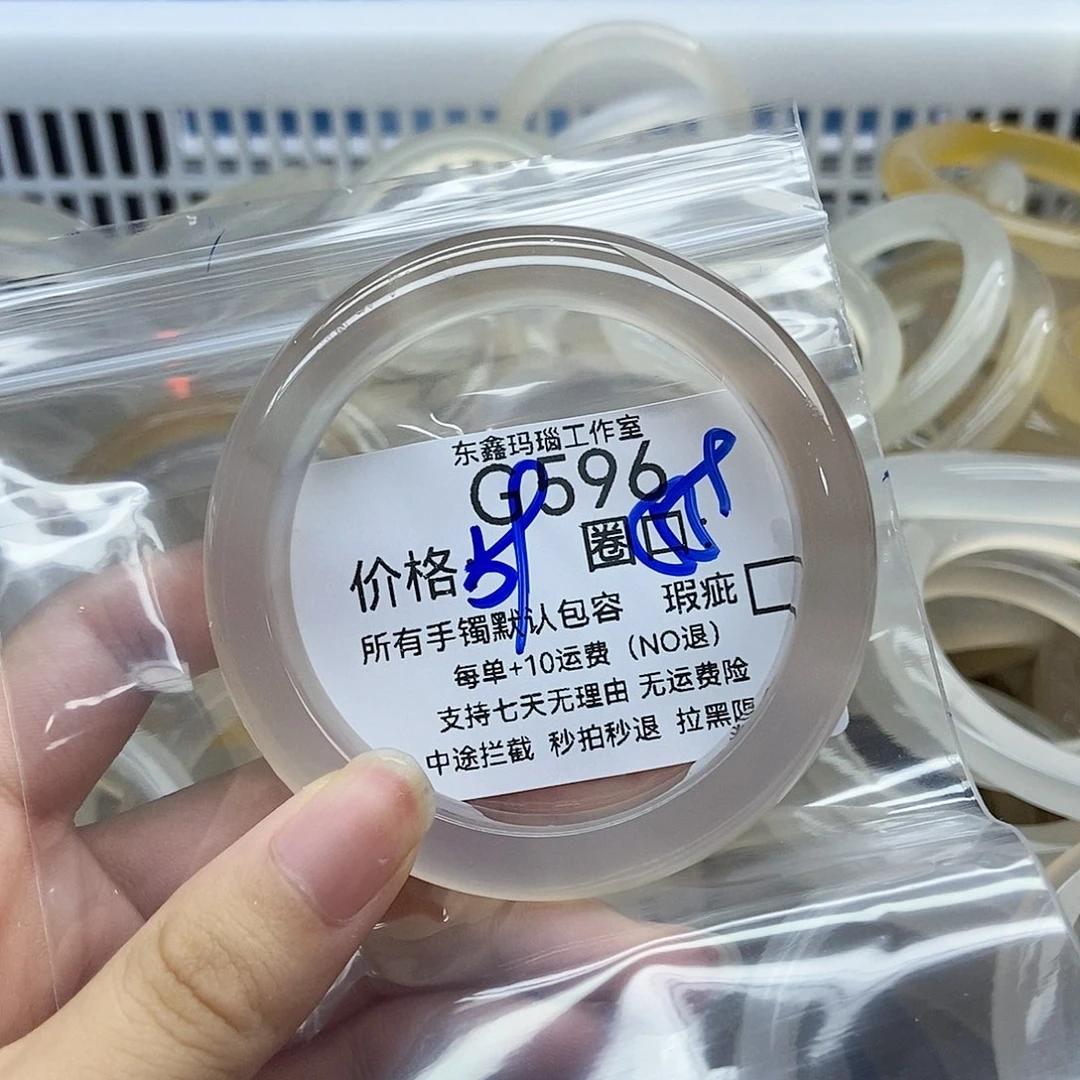 东鑫玛瑙工作室
G596
价格 59 圈口:
所有手镯默认包容 瑕疵
每单+10运费（NO退）
支持七天无理由 无运费险
中途拦截 秒拍秒退 拉黑